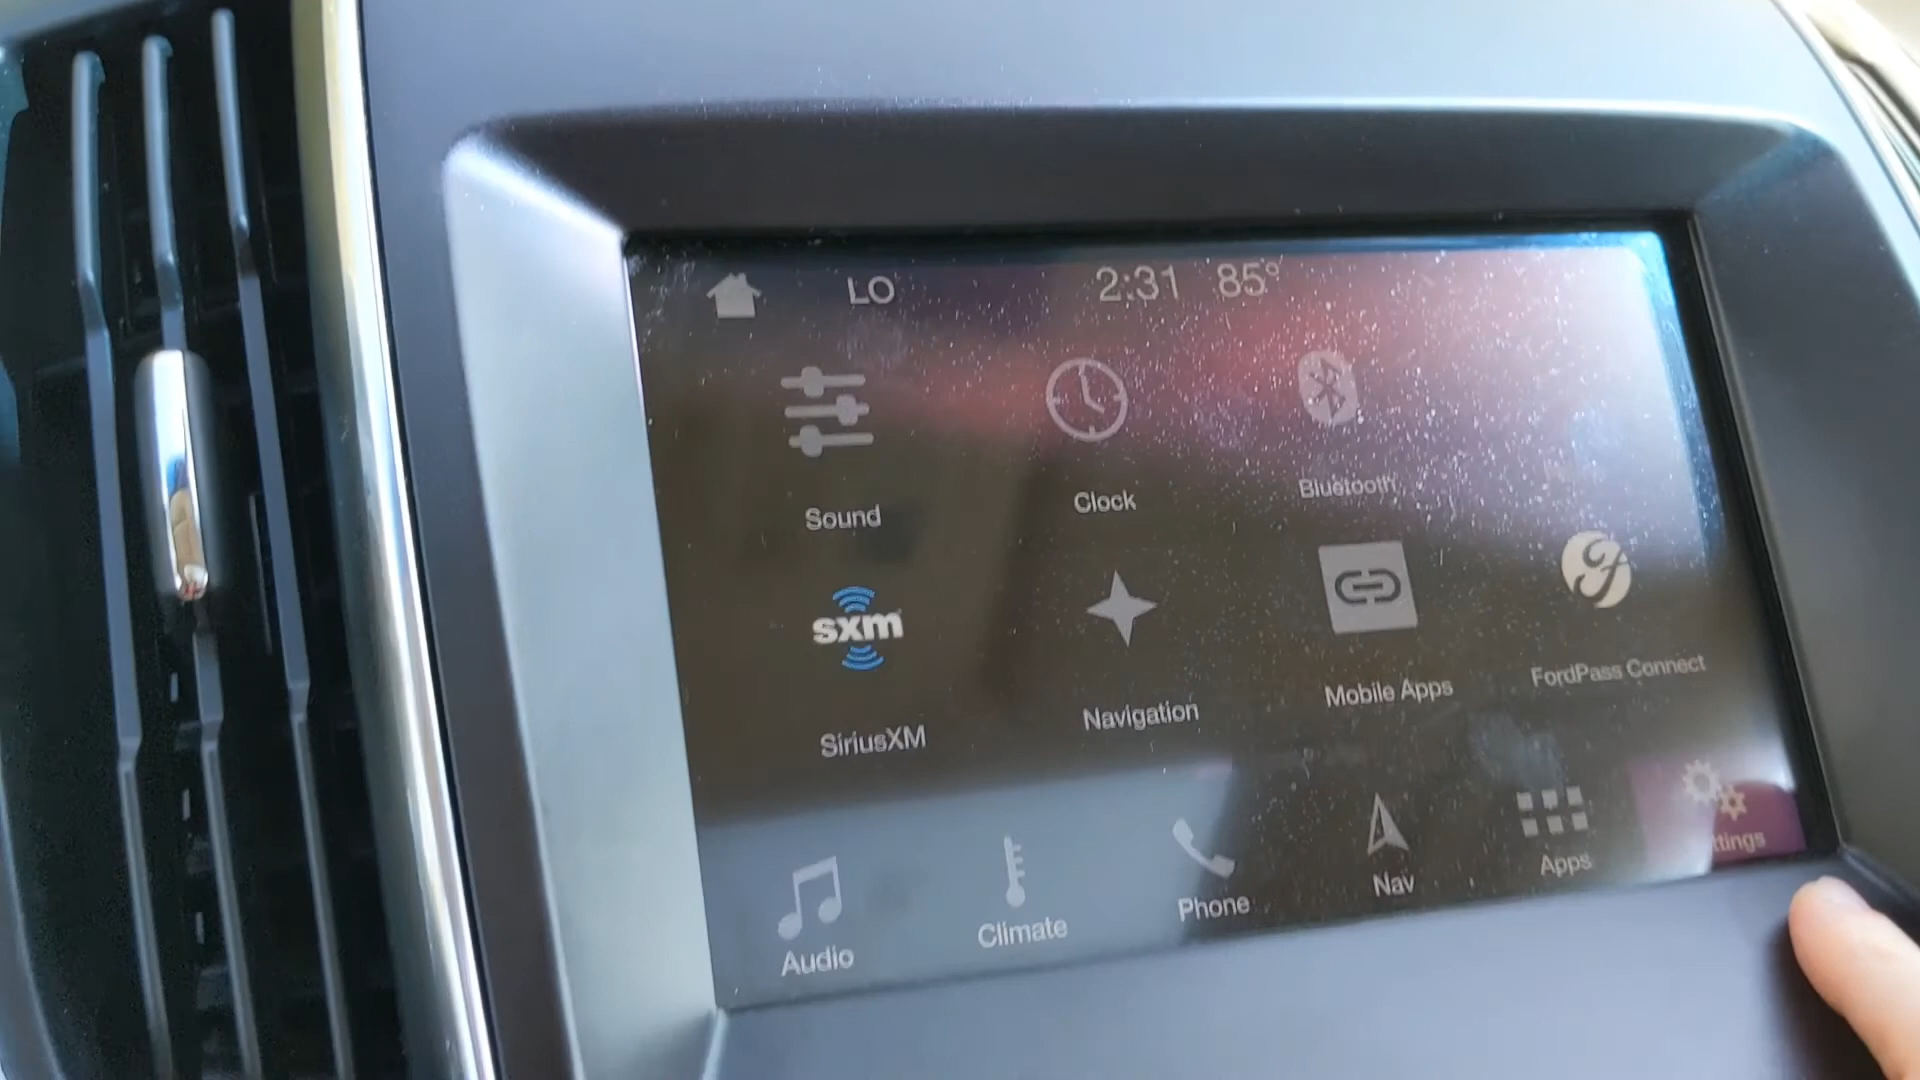 LO 2:31 85°
Sound Clock Bluetooth
sxm
SiriusXM Navigation Mobile Apps FordPass Connect
Audio Climate Phone Nav Apps ttings